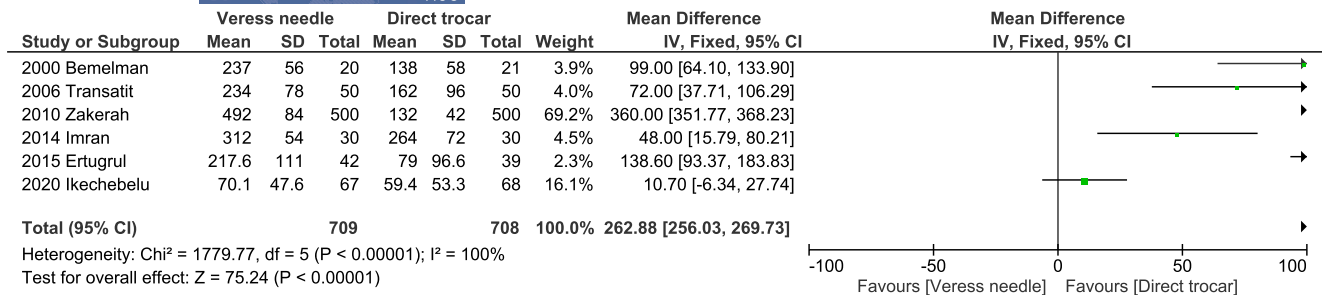 Veress needle Direct trocar Mean Difference Mean Difference
Study or Subgroup Mean SD Total Mean SD Total Weight IV, Fixed, 95% CI IV, Fixed, 95% CI
2000 Bemelman 237 56 20 138 58 21 3.9% 99.00 [64.10, 133.90]
2006 Transatit 234 78 50 162 96 50 4.0% 72.00 [37.71, 106.29]
2010 Zakerah 492 84 500 132 42 500 69.2% 360.00 [351.77, 368.23]
2014 Imran 312 54 30 264 72 30 4.5% 48.00 [15.79, 80.21]
2015 Ertugrul 217.6 111 42 79 96.6 39 2.3% 138.60 [93.37, 183.83]
2020 Ikechebelu 70.1 47.6 67 59.4 53.3 68 16.1% 10.70 [-6.34, 27.74]
Total (95% CI) 709 708 100.0% 262.88 [256.03, 269.73]
Heterogeneity: Chi² = 1779.77, df = 5 (P < 0.00001); I² = 100%
Test for overall effect: Z = 75.24 (P < 0.00001)
-100 -50 0 50 100
Favours [Veress needle] Favours [Direct trocar]